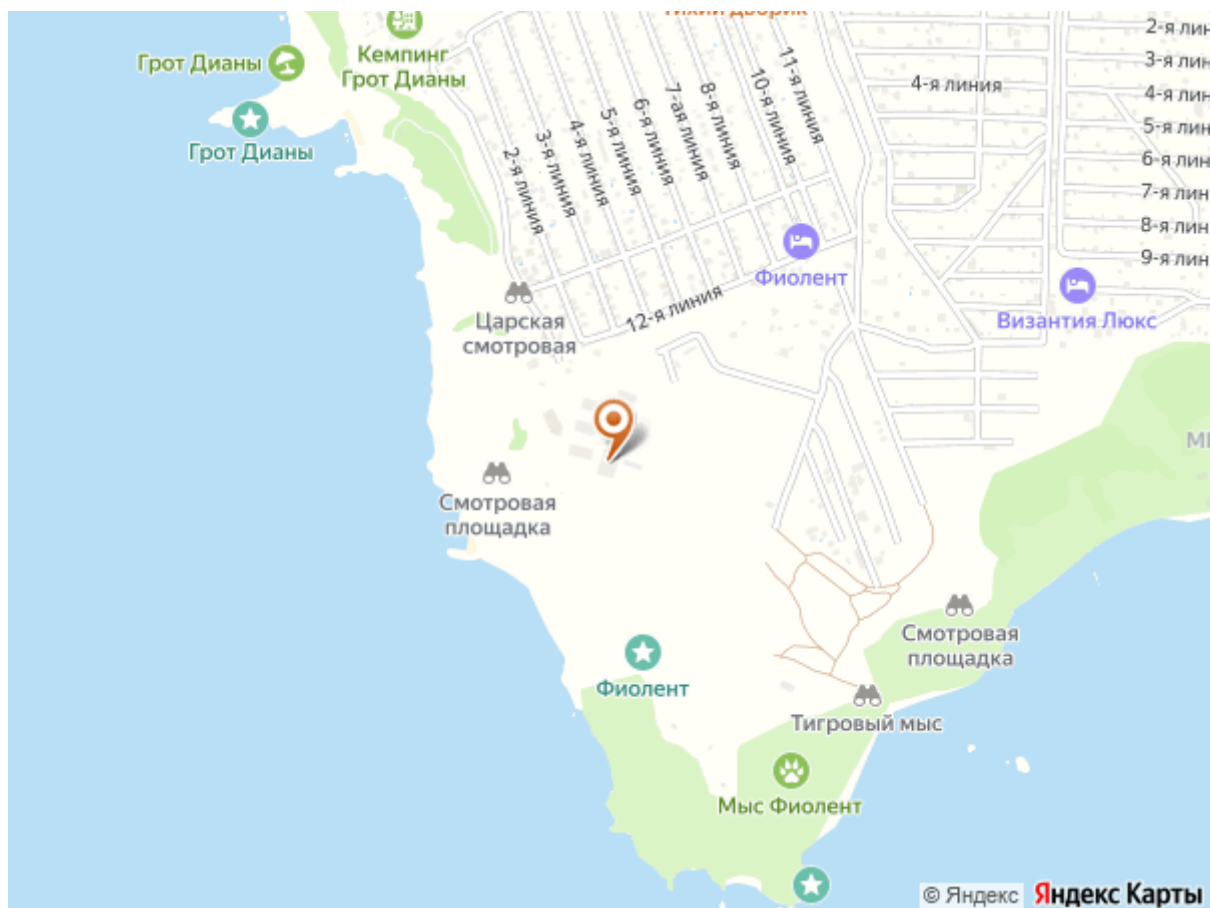 Тихий дворик
Грот Дианы
Кемпинг
Грот Дианы
Грот Дианы
2-я линия
3-я линия
4-я линия
5-я линия
6-я линия
7-ая линия
8-я линия
10-я линия
11-я линия
12-я линия
4-я линия
2-я лин
3-я лин
4-я лин
5-я лин
6-я лин
7-я лин
8-я лин
9-я лин
Фиолент
Византия Люкс
Царская
смотровая
Смотровая
площадка
Фиолент
Смотровая
площадка
Тигровый мыс
Мыс Фиолент
© Яндекс Яндекс Карты